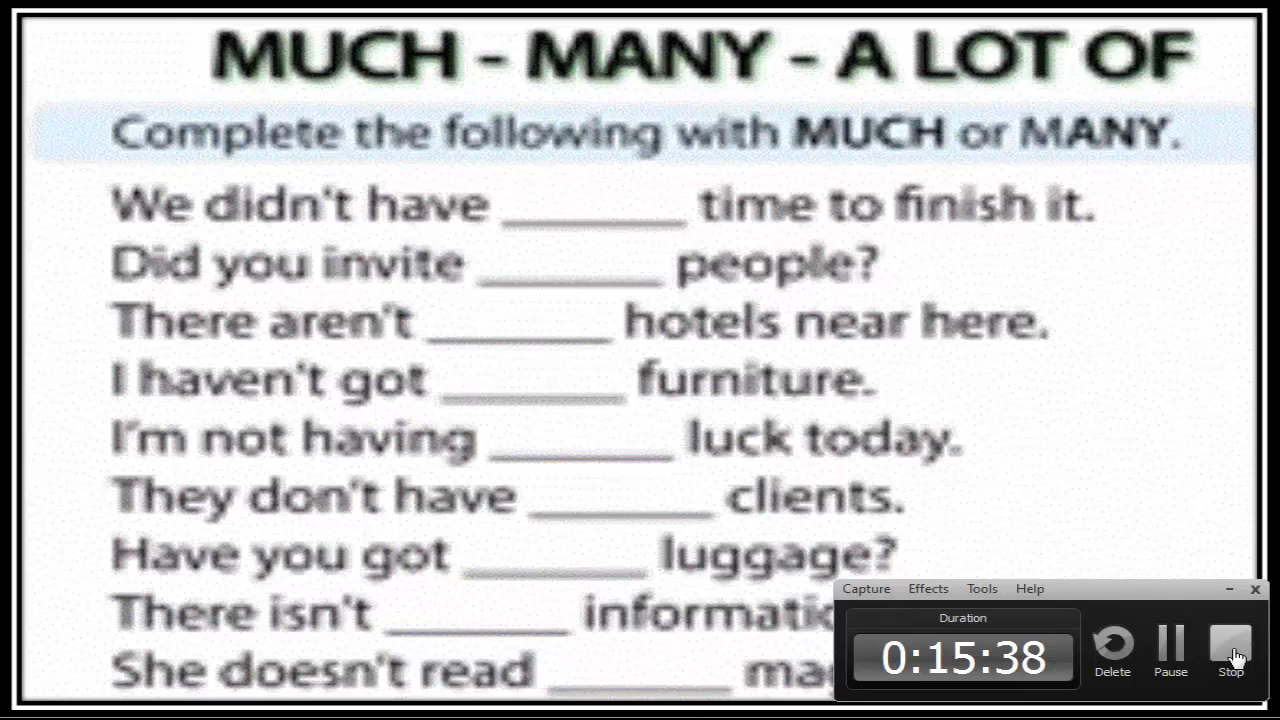 MUCH - MANY - A LOT OF
Complete the following with MUCH or MANY.
We didn't have ________ time to finish it.
Did you invite ________ people?
There aren't ________ hotels near here.
I haven't got ________ furniture.
I'm not having ________ luck today.
They don't have ________ clients.
Have you got ________ luggage?
There isn't ________
She doesn't read ________
Capture Effects Tools Help
Duration
0:15:38
Delete Pause Stop